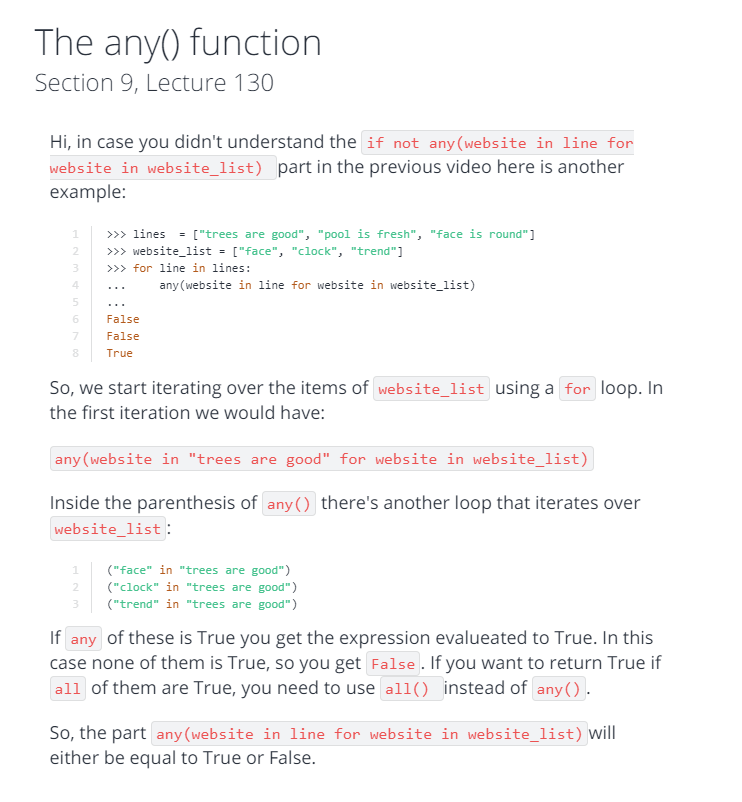 The any() function
Section 9, Lecture 130
Hi, in case you didn't understand the if not any(website in line for
website in website_list) part in the previous video here is another
example:
1 >>> lines  = ["trees are good", "pool is fresh", "face is round"]
2 >>> website_list = ["face", "clock", "trend"]
3 >>> for line in lines:
4 ...     any(website in line for website in website_list)
5 ...
6 False
7 False
8 True
So, we start iterating over the items of website_list using a for loop. In
the first iteration we would have:
any(website in "trees are good" for website in website_list)
Inside the parenthesis of any() there's another loop that iterates over
website_list :
1 ("face" in "trees are good")
2 ("clock" in "trees are good")
3 ("trend" in "trees are good")
If any of these is True you get the expression evalueated to True. In this
case none of them is True, so you get False . If you want to return True if
all of them are True, you need to use all() instead of any() .
So, the part any(website in line for website in website_list) will
either be equal to True or False.